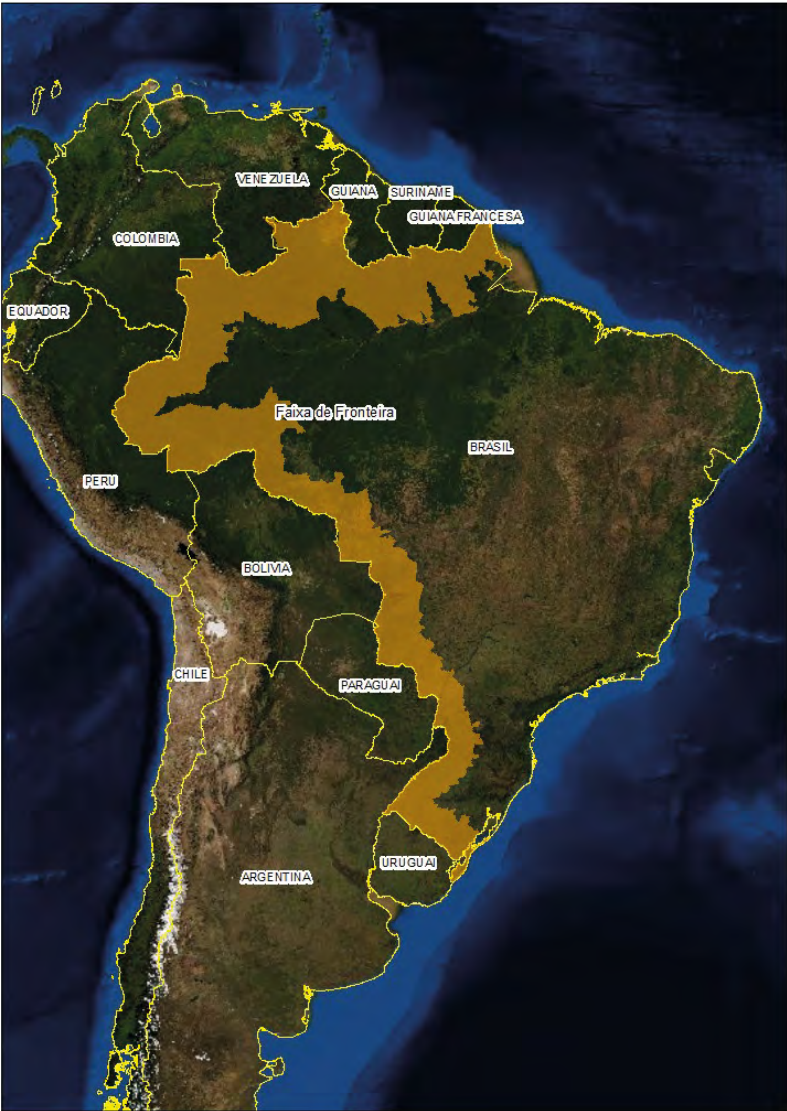 VENEZUELA
GUIANA
SURINAME
GUIANA FRANCESA
COLOMBIA
EQUADOR
Faixa de Fronteira
BRASIL
PERU
BOLIVIA
CHILE
PARAGUAI
URUGUAI
ARGENTINA